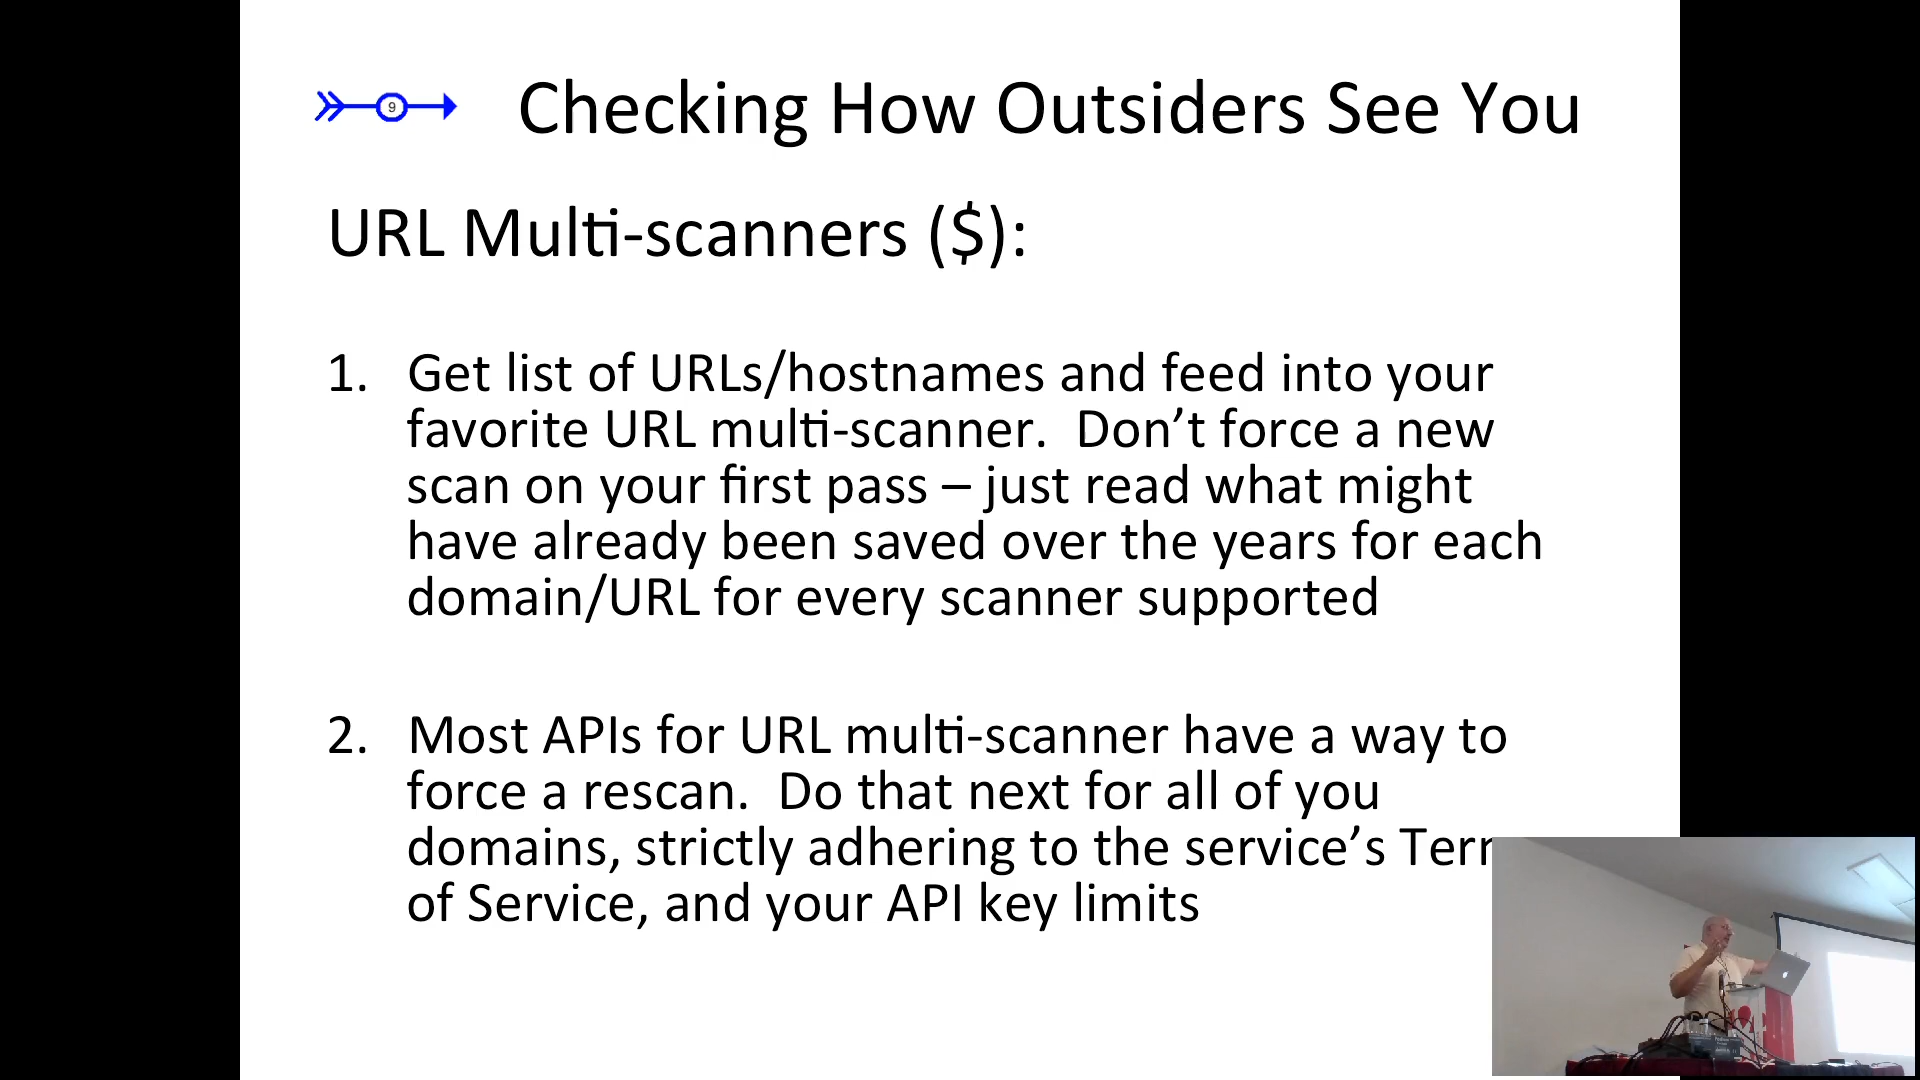 9
Checking How Outsiders See You
URL Multi-scanners ($):
1. Get list of URLs/hostnames and feed into your
favorite URL multi-scanner. Don’t force a new
scan on your first pass – just read what might
have already been saved over the years for each
domain/URL for every scanner supported
2. Most APIs for URL multi-scanner have a way to
force a rescan. Do that next for all of you
domains, strictly adhering to the service’s
of Service, and your API key limits